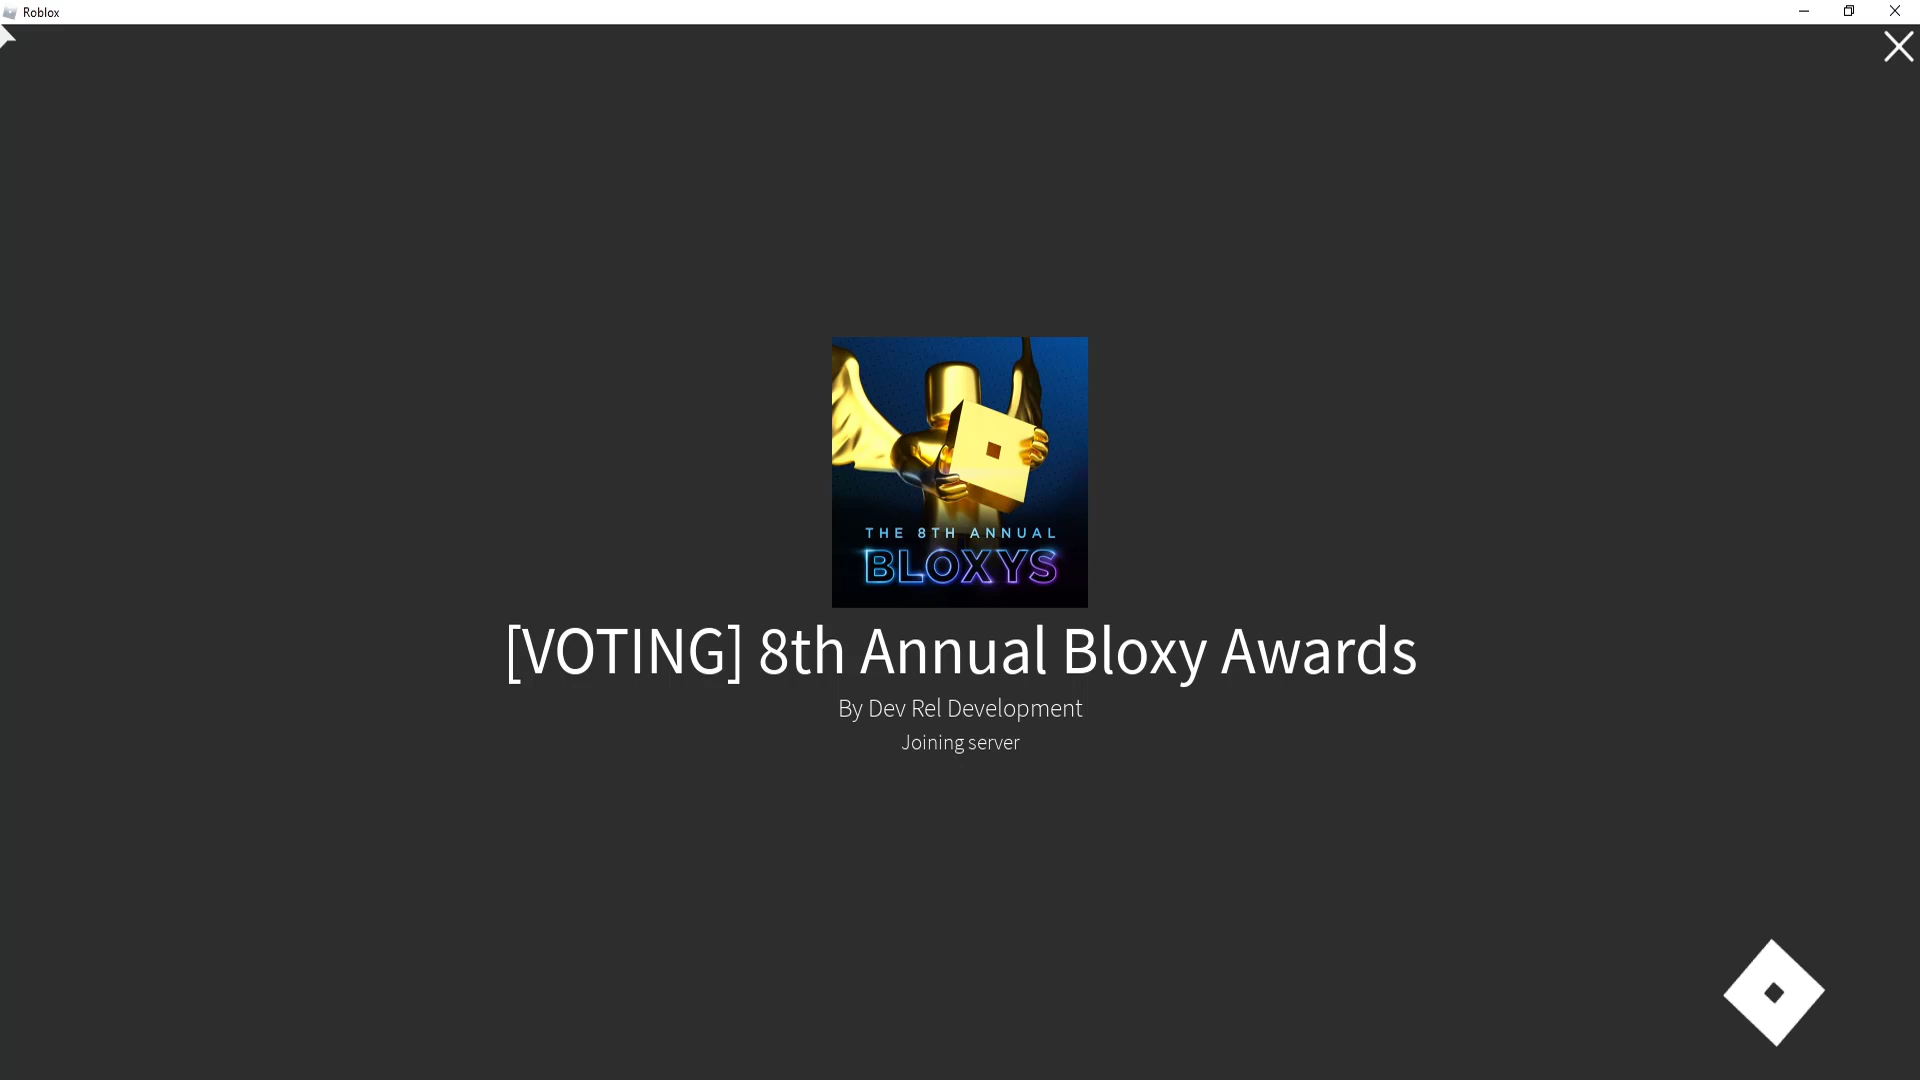 Roblox
THE 8TH ANNUAL
BLOXYS
[VOTING] 8th Annual Bloxy Awards
By Dev Rel Development
Joining server